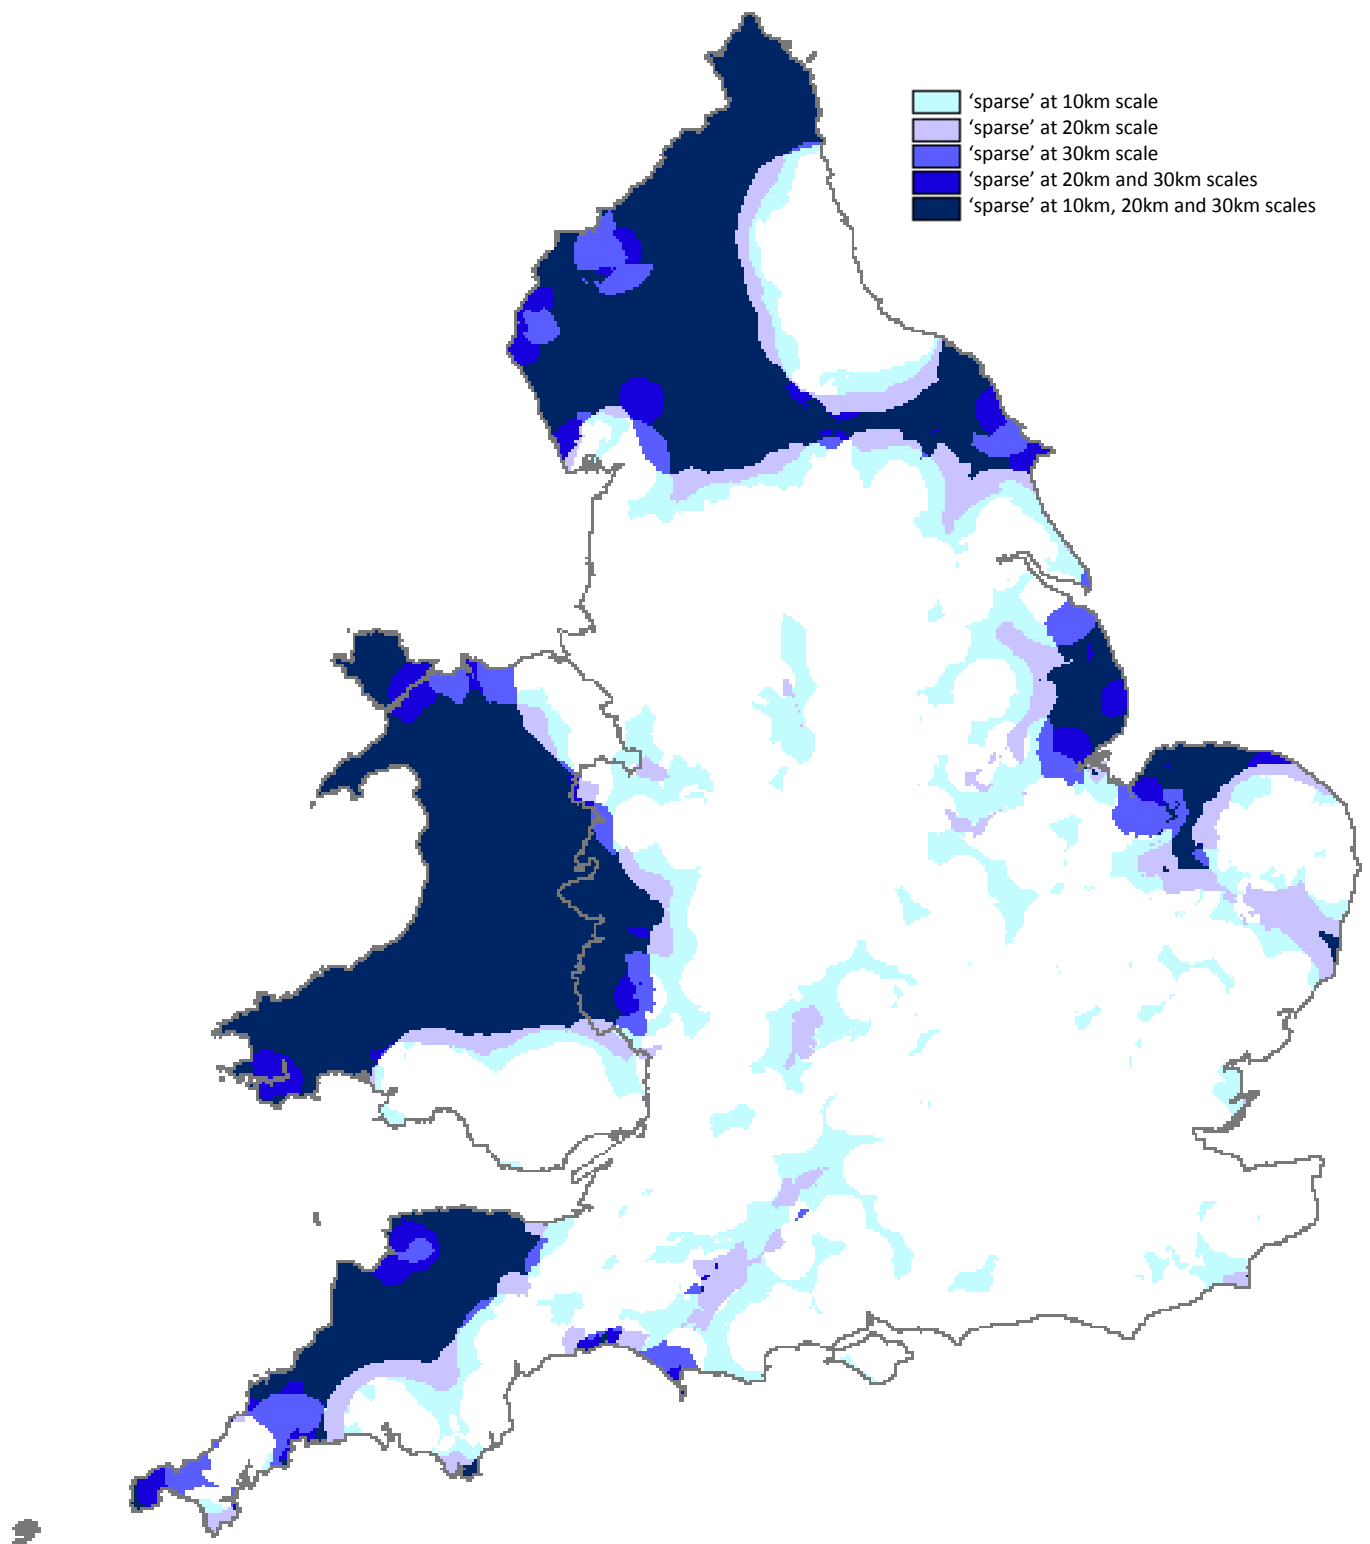 ‘sparse’ at 10km scale
‘sparse’ at 20km scale
‘sparse’ at 30km scale
‘sparse’ at 20km and 30km scales
‘sparse’ at 10km, 20km and 30km scales